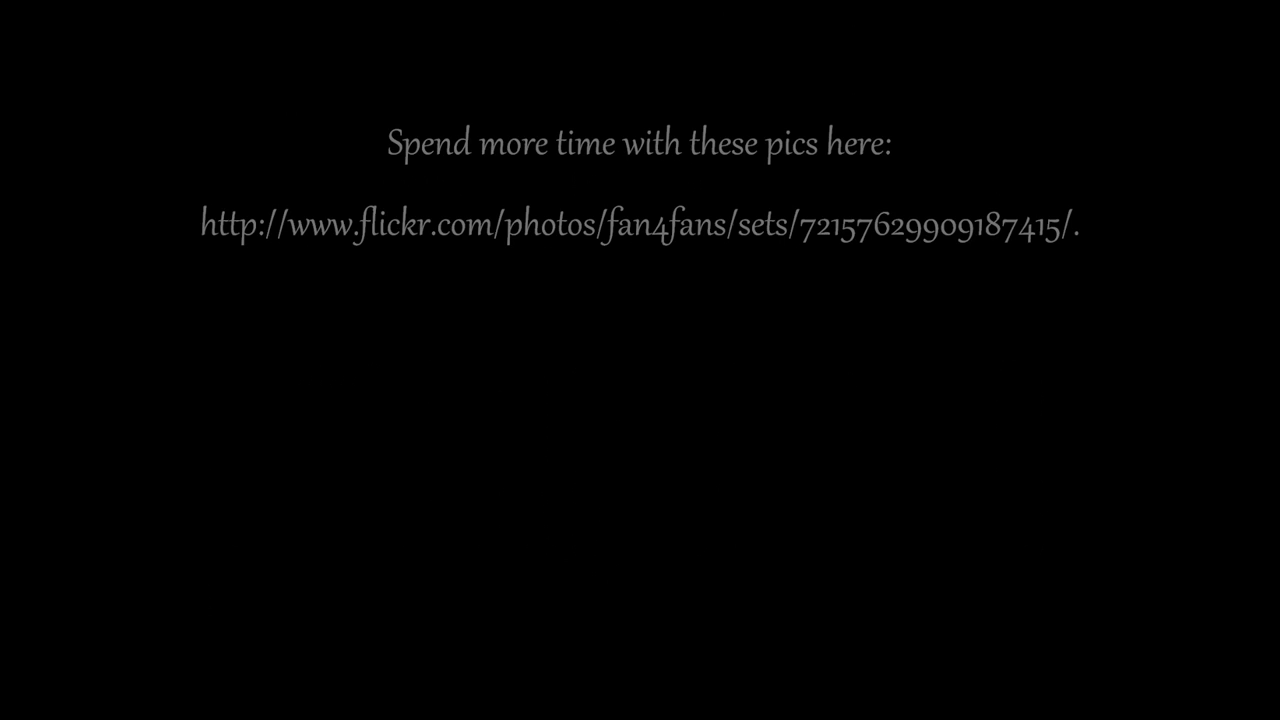 Spend more time with these pics here:
http://www.flickr.com/photos/fan4fans/sets/72157629909187415/.